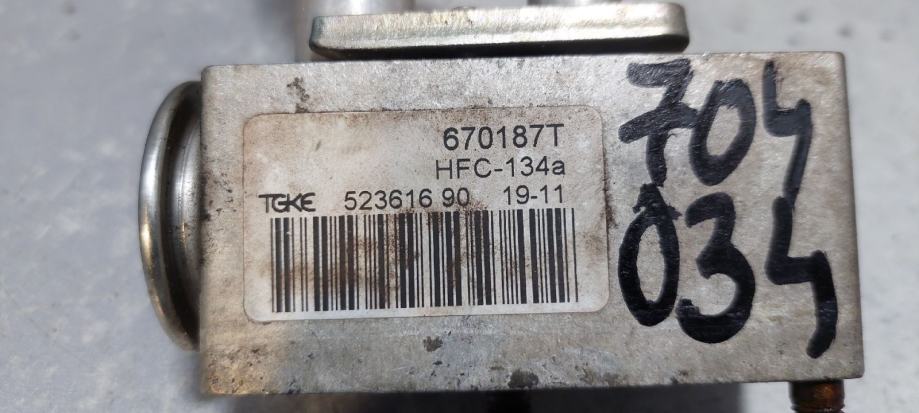 670187T
HFC-134a
TGKE 523616 90 19-11
704
034